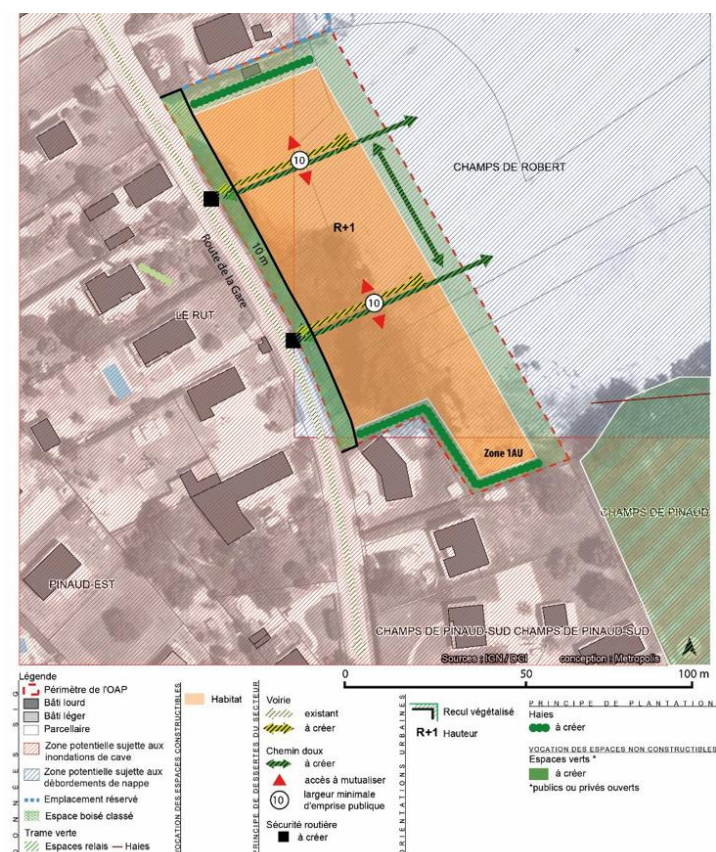 CHAMPS DE ROBERT
10
R+1
10 m
Route de la Gare
LE RUT
10
Zone 1AU
CHAMPS DE PINAUD
PINAUD-EST
CHAMPS DE PINAUD-SUD CHAMPS DE PINAUD-SUD
Sources : IGN / DGI conception : Metropolis
0 50 100 m
Légende
Périmètre de l'OAP
Bâti lourd
Bâti léger
Parcellaire
Zone potentielle sujette aux
inondations de cave
Zone potentielle sujette aux
débordements de nappe
Emplacement réservé
Espace boisé classé
Trame verte
Espaces relais
Haies
VOCATION DES ESPACES CONSTRUCTIBLES
Habitat
PRINCIPE DE DESSERTES DU SECTEUR
Voirie
existant
à créer
Chemin doux
à créer
accès à mutualiser
10
largeur minimale
d'emprise publique
Sécurité routière
à créer
ORIENTATIONS URBAINES
Recul végétalisé
R+1 Hauteur
PRINCIPE DE PLANTATION
Haies
à créer
VOCATION DES ESPACES NON CONSTRUCTIBLES
Espaces verts *
à créer
*publics ou privés ouverts